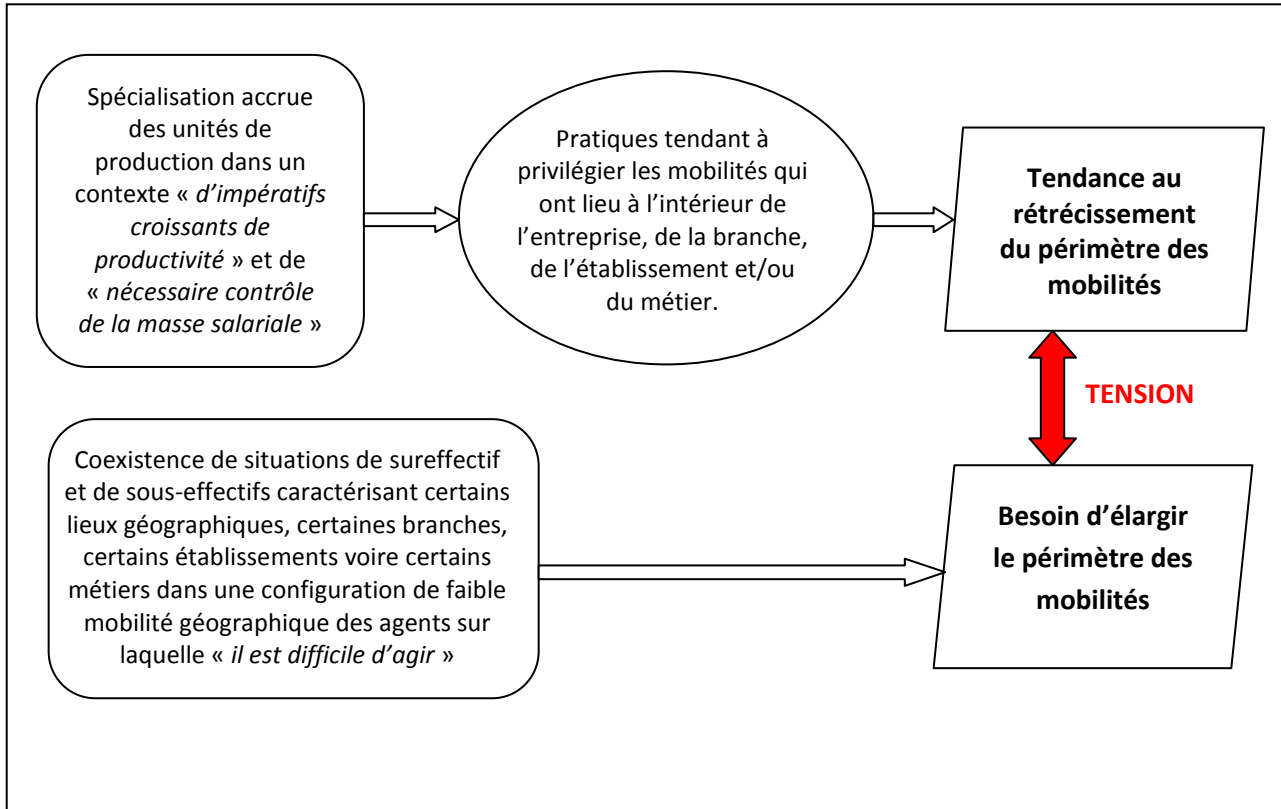 Spécialisation accrue
des unités de
production dans un
contexte « d’impératifs
croissants de
productivité » et de
« nécessaire contrôle
de la masse salariale »
Pratiques tendant à
privilégier les mobilités qui
ont lieu à l’intérieur de
l’entreprise, de la branche,
de l’établissement et/ou
du métier.
Tendance au
rétrécissement
du périmètre des
mobilités
TENSION
Coexistence de situations de sureffectif
et de sous-effectifs caractérisant certains
lieux géographiques, certaines branches,
certains établissements voire certains
métiers dans une configuration de faible
mobilité géographique des agents sur
laquelle « il est difficile d’agir »
Besoin d’élargir
le périmètre des
mobilités